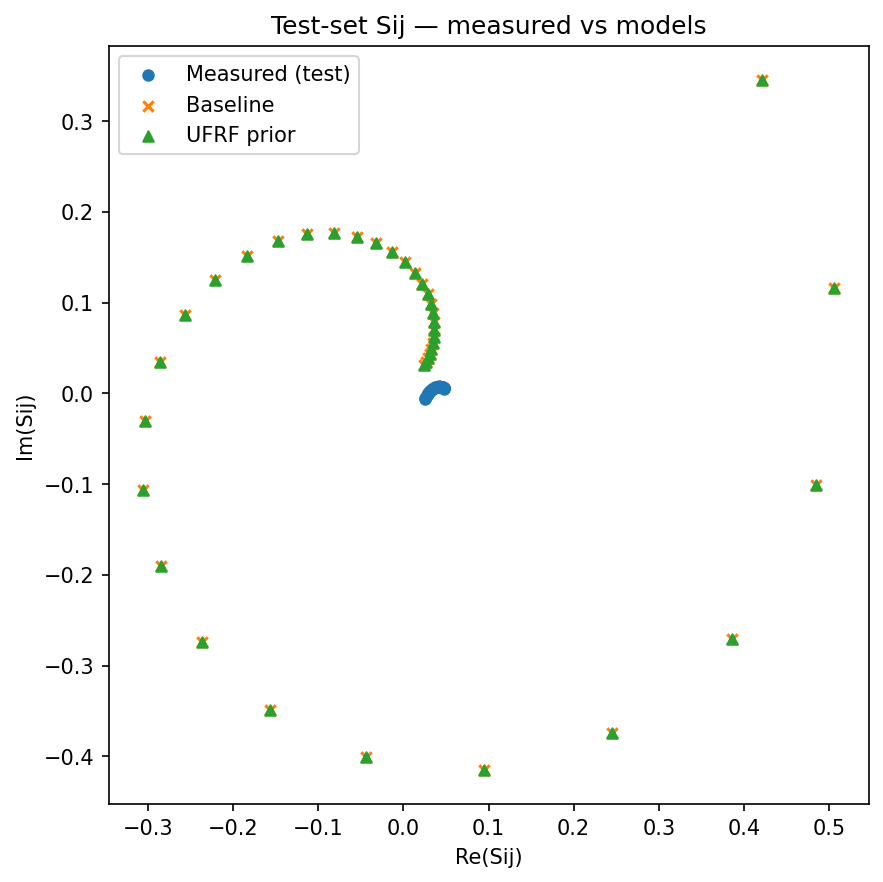 Test-set Sij — measured vs models
Measured (test)
Baseline
UFRF prior
Im(Sij)
0.3
0.2
0.1
0.0
−0.1
−0.2
−0.3
−0.4
−0.3 −0.2 −0.1 0.0 0.1 0.2 0.3 0.4 0.5
Re(Sij)